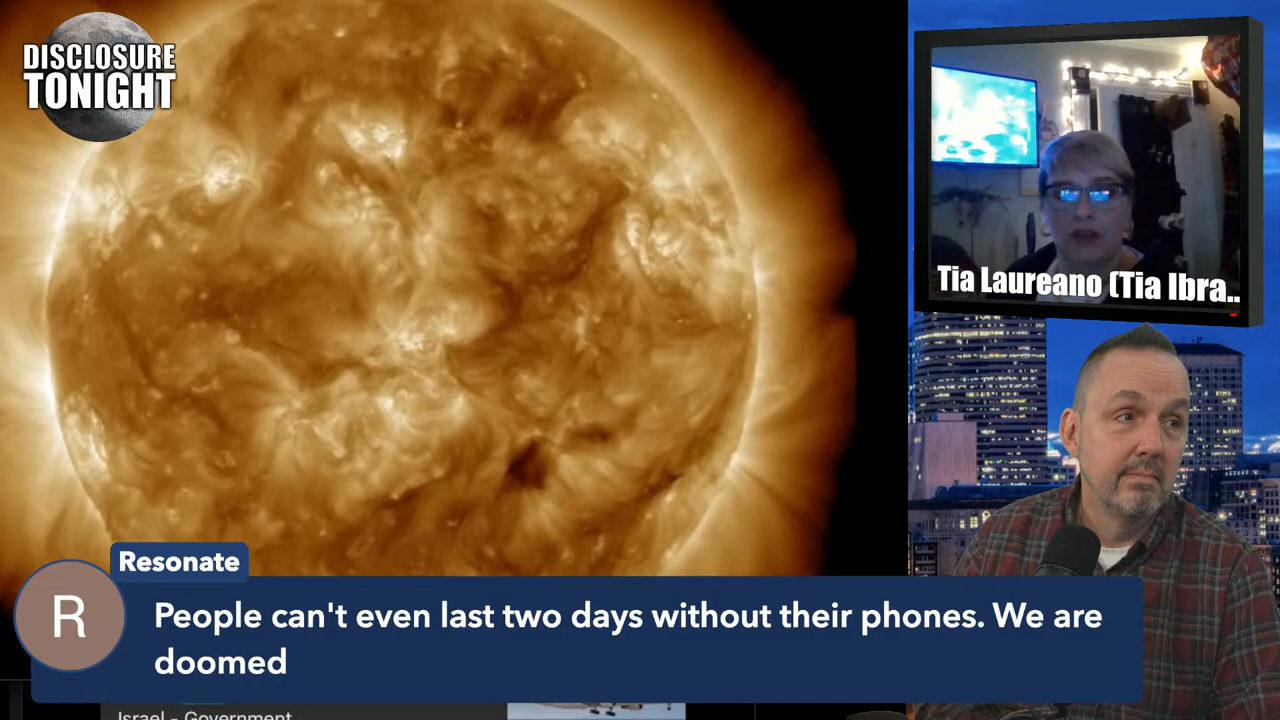 DISCLOSURE
TONIGHT
Tia Laureano (Tia Ibra..
Resonate
R
People can't even last two days without their phones. We are
doomed
Israel - Government